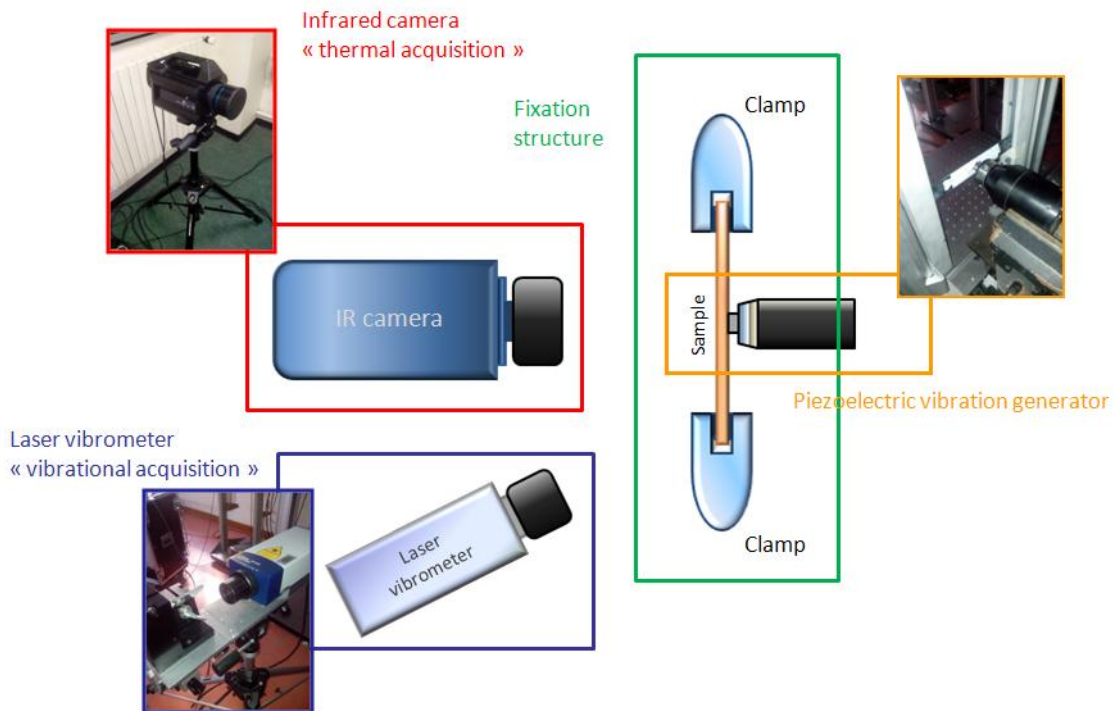 Infrared camera
« thermal acquisition »
Fixation
structure
Clamp
IR camera
Sample
Piezoelectric vibration generator
Laser vibrometer
« vibrational acquisition »
Laser
vibrometer
Clamp